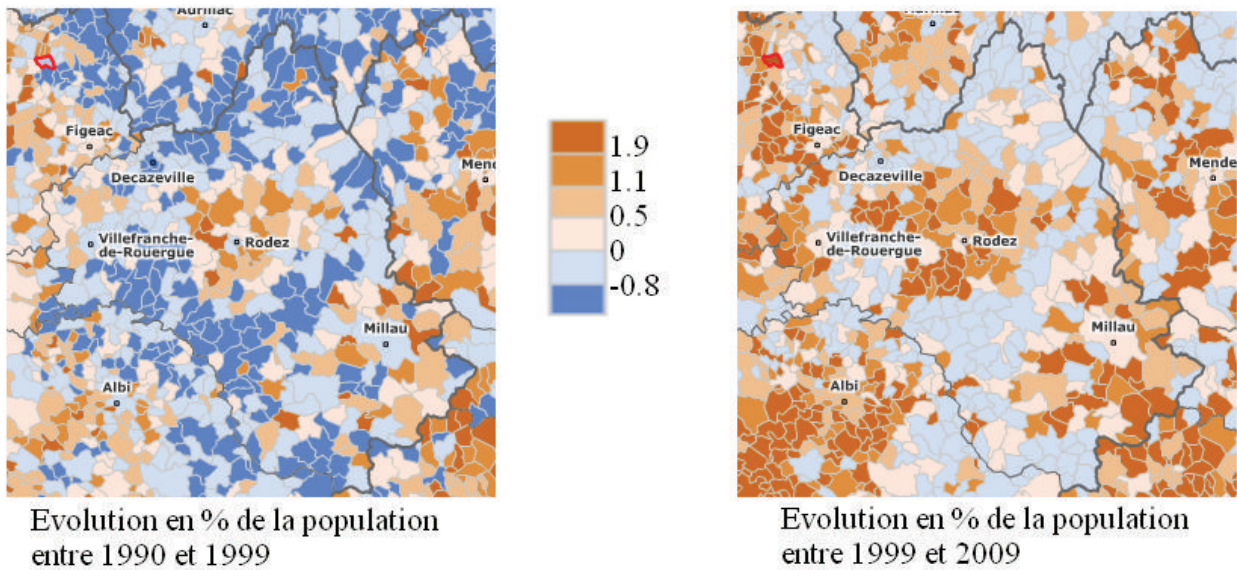 Aurillac
Figeac
Decazeville
Villefranche-
de-Rouergue
Rodez
Millau
Albi
1.9
1.1
0.5
0
-0.8
Figeac
Decazeville
Mende
Villefranche-
de-Rouergue
Rodez
Millau
Albi
Evolution en % de la population
entre 1990 et 1999
Evolution en % de la population
entre 1999 et 2009